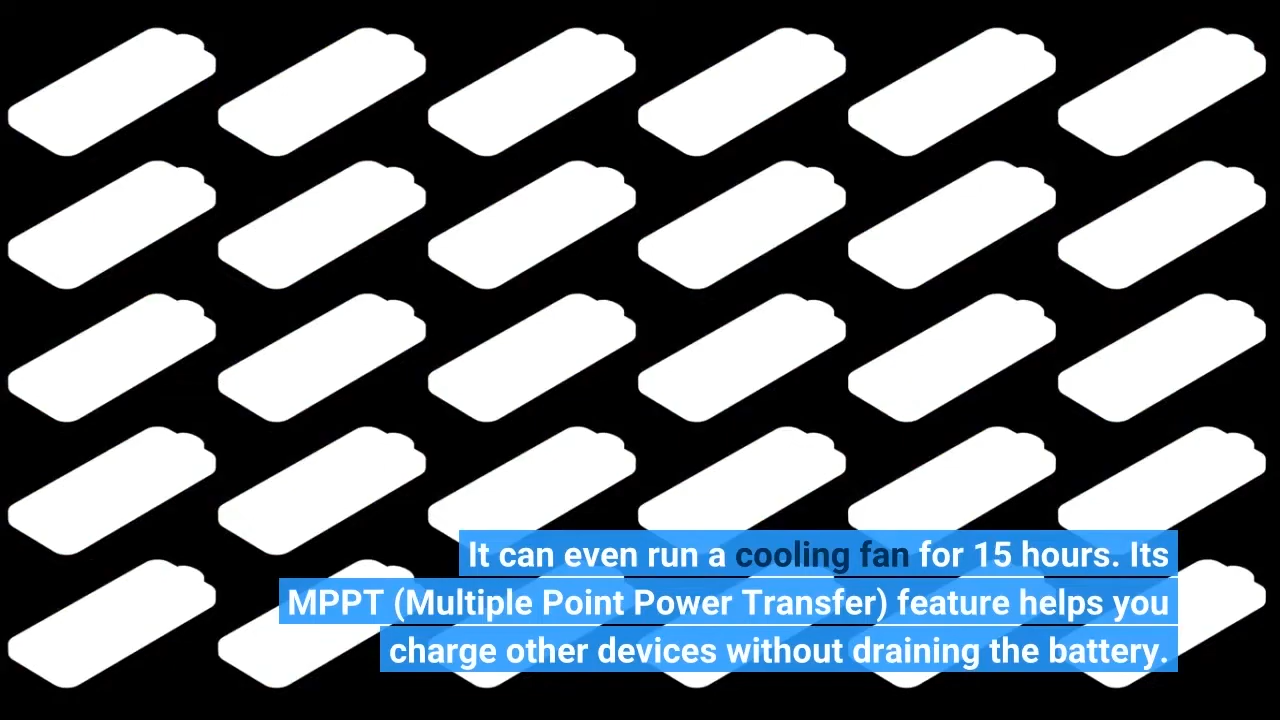 It can even run a cooling fan for 15 hours. Its
MPPT (Multiple Point Power Transfer) feature helps you
charge other devices without draining the battery.